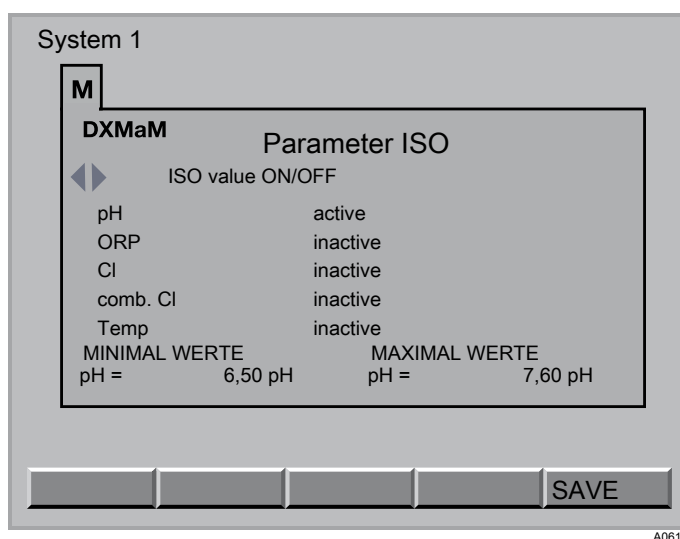 System 1
M
DXMaM
Parameter ISO
ISO value ON/OFF
pH active
ORP inactive
Cl inactive
comb. Cl inactive
Temp inactive
MINIMAL WERTE MAXIMAL WERTE
pH = 6,50 pH pH = 7,60 pH
SAVE
A061